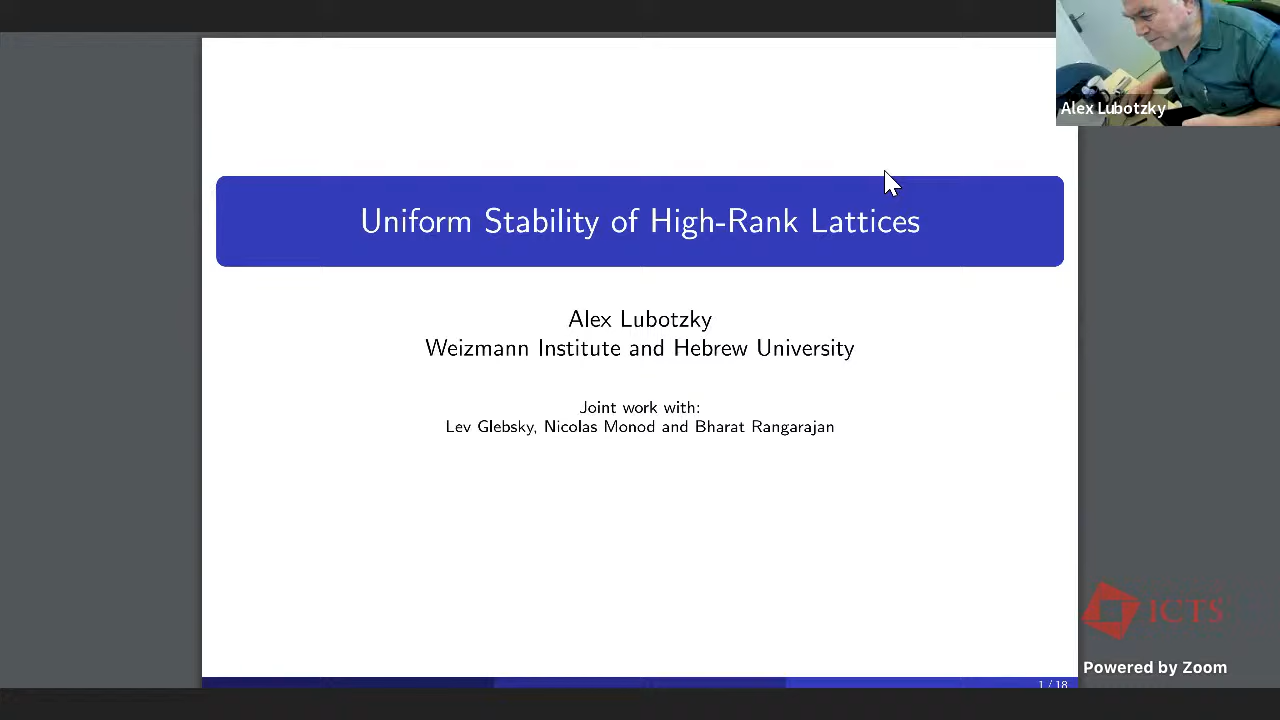 Alex Lubotzky
Uniform Stability of High-Rank Lattices
Alex Lubotzky
Weizmann Institute and Hebrew University
Joint work with:
Lev Glebsky, Nicolas Monod and Bharat Rangarajan
ICTS
Powered by Zoom
1 / 18